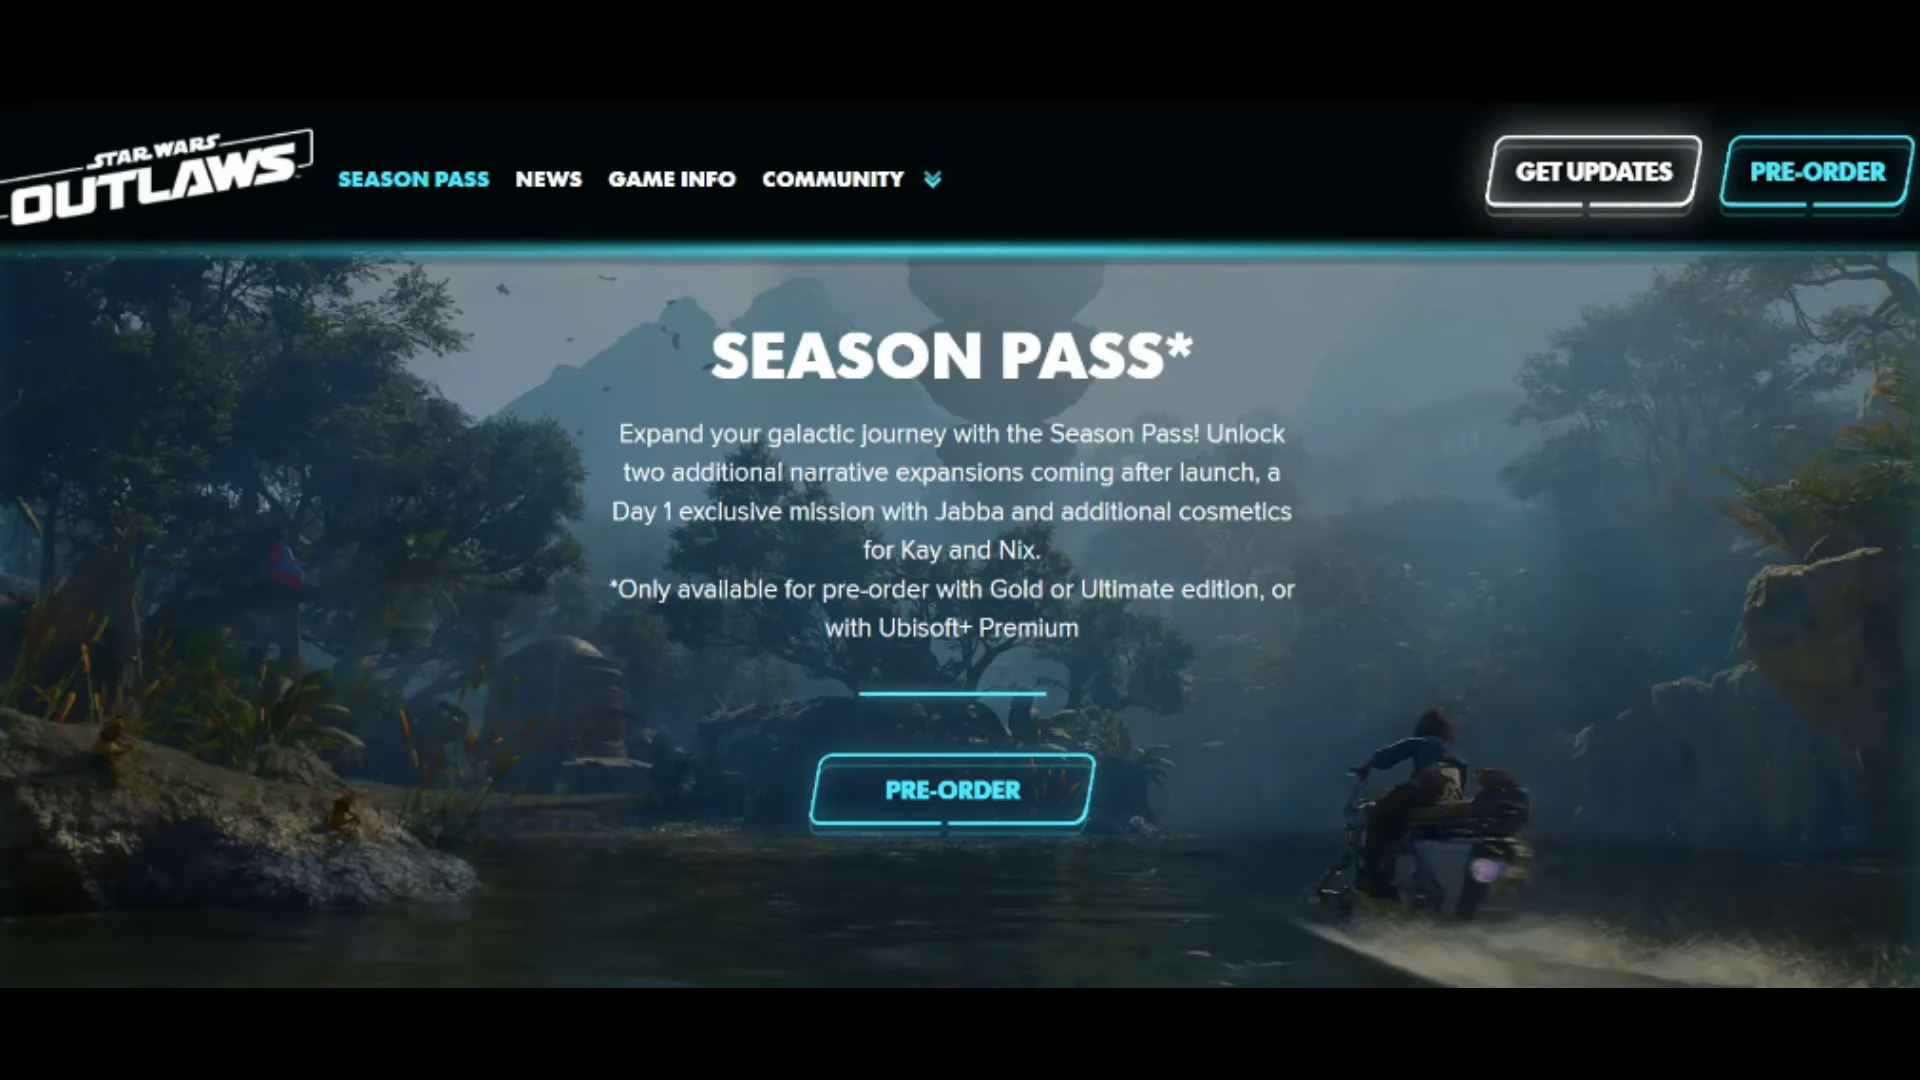 STAR WARS
OUTLAWS
SEASON PASS
NEWS
GAME INFO
COMMUNITY
GET UPDATES
PRE-ORDER
SEASON PASS*
Expand your galactic journey with the Season Pass! Unlock
two additional narrative expansions coming after launch, a
Day 1 exclusive mission with Jabba and additional cosmetics
for Kay and Nix.
*Only available for pre-order with Gold or Ultimate edition, or
with Ubisoft+ Premium
PRE-ORDER